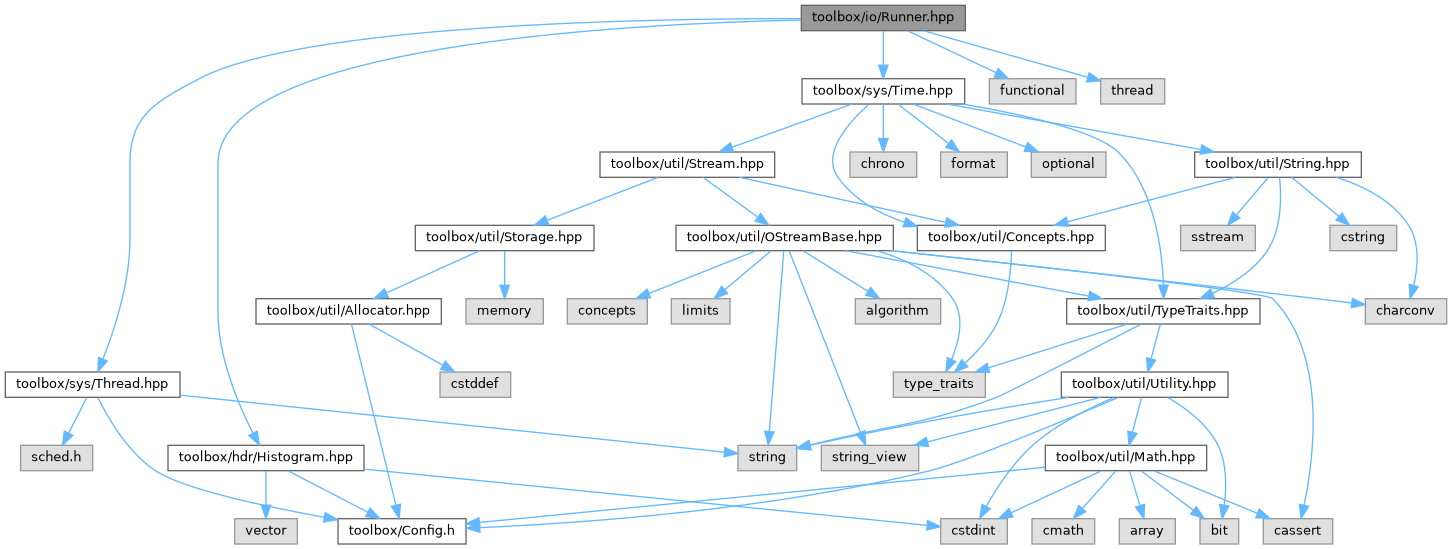 toolbox/io/Runner.hpp
toolbox/sys/Time.hpp
functional
thread
toolbox/util/Stream.hpp
chrono
format
optional
toolbox/util/String.hpp
toolbox/util/Storage.hpp
toolbox/util/OStreamBase.hpp
toolbox/util/Concepts.hpp
sstream
cstring
toolbox/util/Allocator.hpp
memory
concepts
limits
algorithm
toolbox/util/TypeTraits.hpp
charconv
toolbox/sys/Thread.hpp
cstddef
type_traits
toolbox/util/Utility.hpp
sched.h
toolbox/hdr/Histogram.hpp
string
string_view
toolbox/util/Math.hpp
vector
toolbox/Config.h
cstdint
cmath
array
bit
cassert